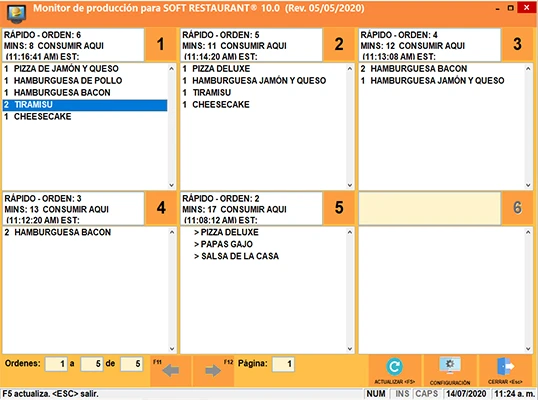 Monitor de producción para SOFT RESTAURANT® 10.0 (Rev. 05/05/2020)
RÁPIDO - ORDEN: 6
MINS: 8 CONSUMIR AQUI
(11:16:41 AM) EST:
1
1 PIZZA DE JAMÓN Y QUESO
1 HAMBURGUESA DE POLLO
1 HAMBURGUESA BACON
2 TIRAMISU
1 CHEESECAKE
RÁPIDO - ORDEN: 5
MINS: 11 CONSUMIR AQUI
(11:14:20 AM) EST:
2
1 PIZZA DELUXE
1 HAMBURGUESA JAMÓN Y QUESO
1 TIRAMISU
1 CHEESECAKE
RÁPIDO - ORDEN: 4
MINS: 12 CONSUMIR AQUI
(11:13:08 AM) EST:
3
2 HAMBURGUESA BACON
1 HAMBURGUESA JAMÓN Y QUESO
RÁPIDO - ORDEN: 3
MINS: 13 CONSUMIR AQUI
(11:12:20 AM) EST:
4
2 HAMBURGUESA BACON
RÁPIDO - ORDEN: 2
MINS: 17 CONSUMIR AQUI
(11:08:12 AM) EST:
5
> PIZZA DELUXE
> PAPAS GAJO
> SALSA DE LA CASA
6
Ordenes: 1 a 5 de 5 F11 F12 Página: 1
ACTUALIZAR <F5> CONFIGURACIÓN CERRAR <Esc>
F5 actualiza. <ESC> salir. NUM INS CAPS 14/07/2020 11:24 a. m.